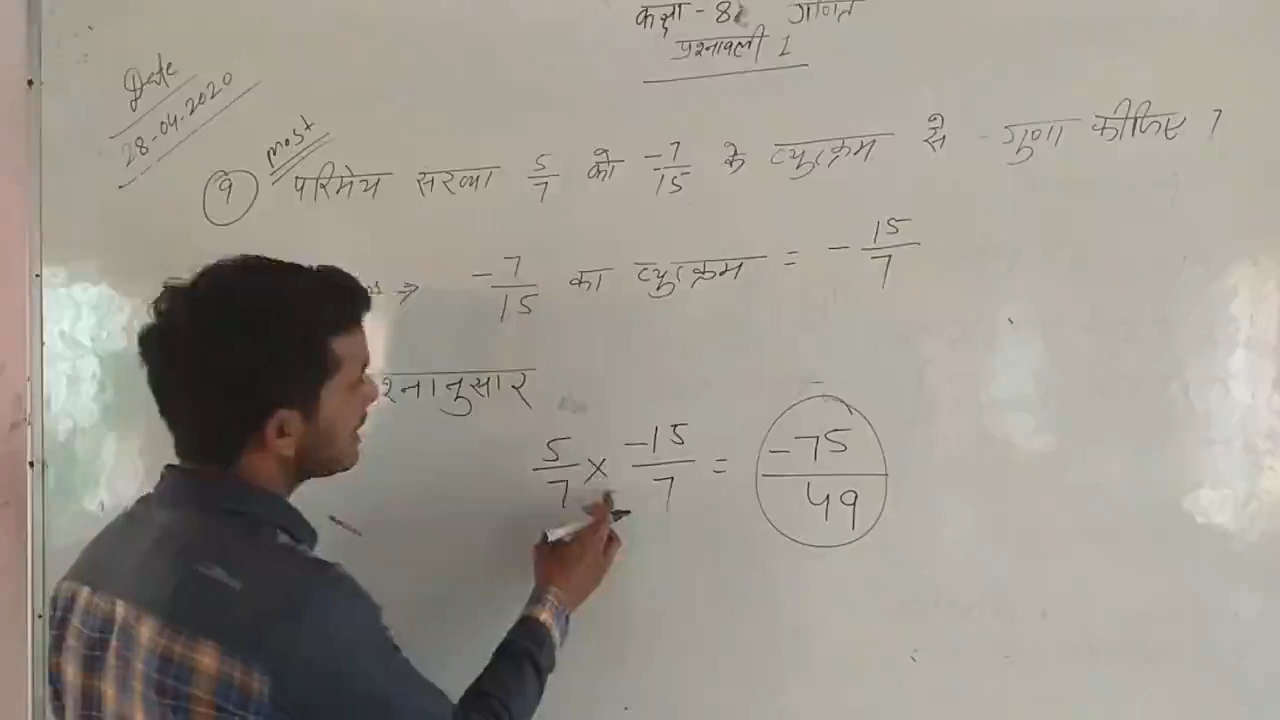 कक्षा - 8 गणित
प्रश्नावली 1
Date
28-04-2020
most
9 परिमेय संख्या 5/7 को -7/15 के व्युत्क्रम से गुणा कीजिए ?
→ -7/15 का व्युत्क्रम = -15/7
श्नानुसार
5/7 × -15/7 = -75/49